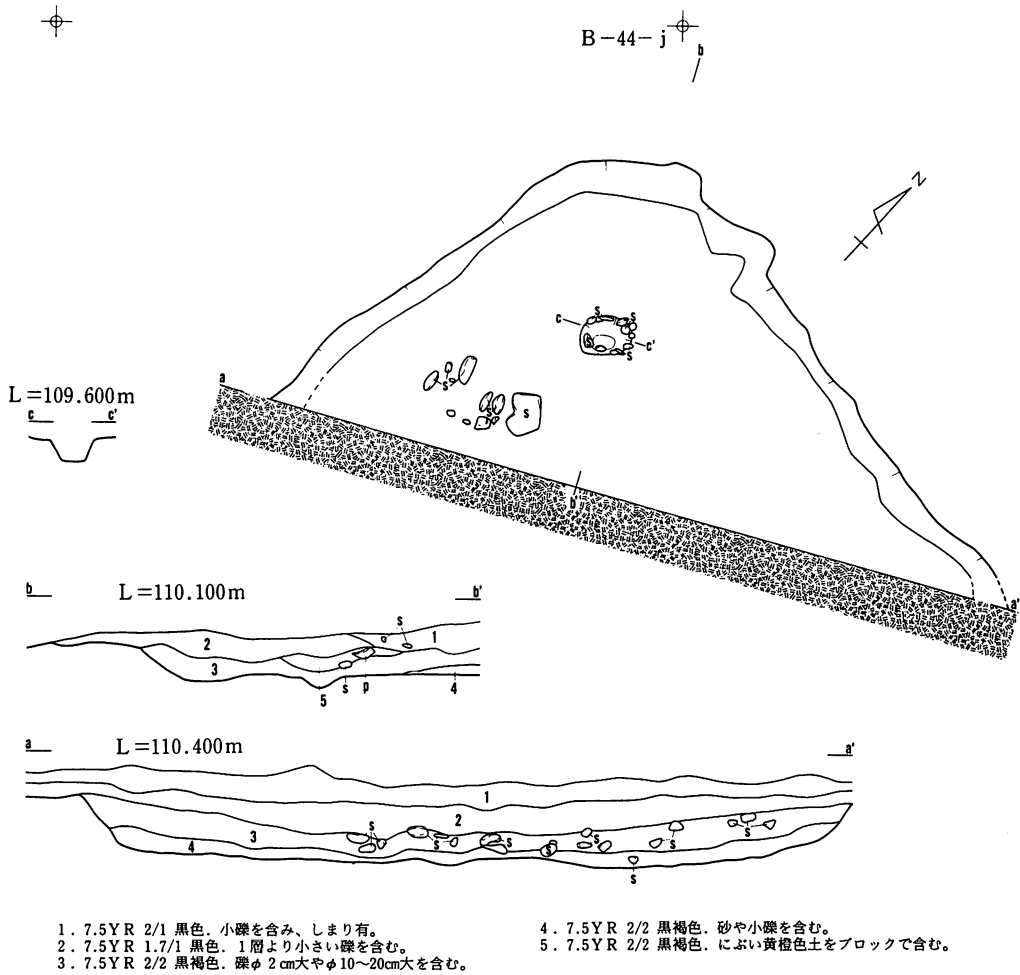 B-44-j
b
N
c
s
s
s
c'
s
s
s
s
a
b'
a'
L=109.600m
c
c'
b
L=110.100m
b'
s
2
1
3
5
s
p
4
a
L=110.400m
a'
1
2
3
4
s
s
s
s
s
s
s
s
1. 7.5YR 2/1 黒色. 小礫を含み、しまり有。
2. 7.5YR 1.7/1 黒色. 1層より小さい礫を含む。
3. 7.5YR 2/2 黒褐色. 礫φ2cm大やφ10~20cm大を含む。
4. 7.5YR 2/2 黒褐色. 砂や小礫を含む。
5. 7.5YR 2/2 黒褐色. にぶい黄橙色土をブロックで含む。